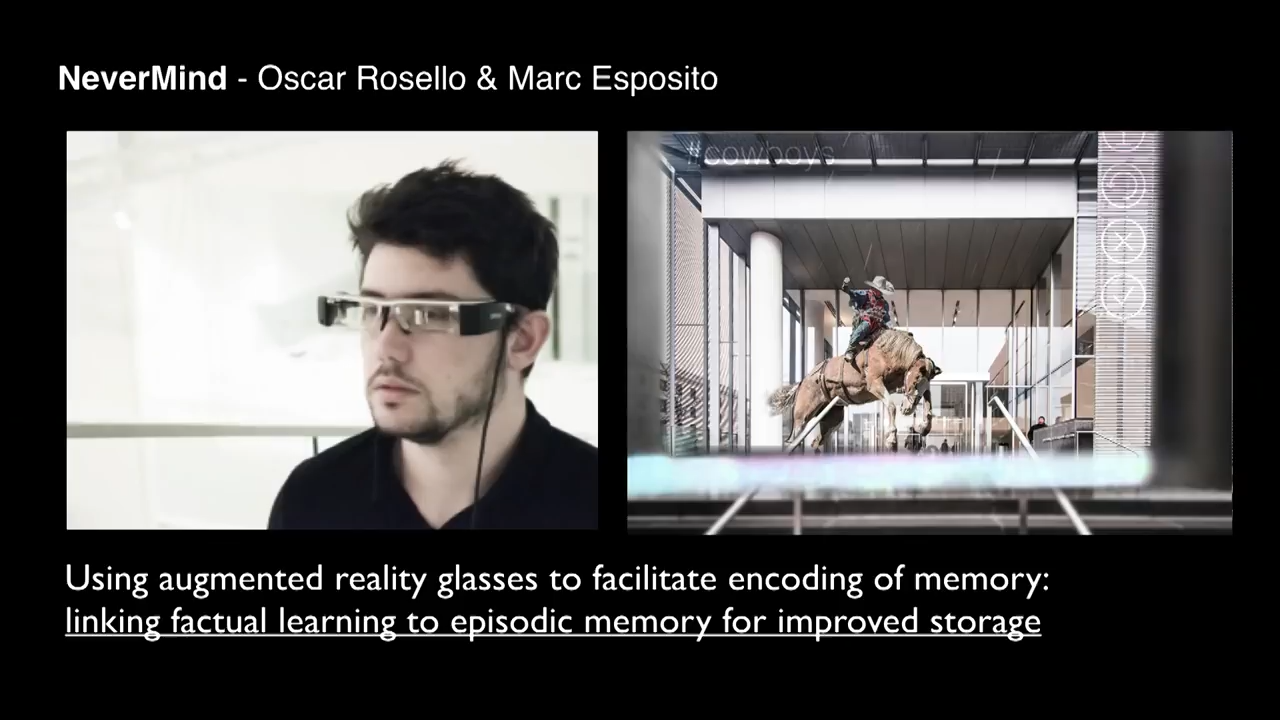 NeverMind - Oscar Rosello & Marc Esposito
cowboys
Using augmented reality glasses to facilitate encoding of memory:
linking factual learning to episodic memory for improved storage